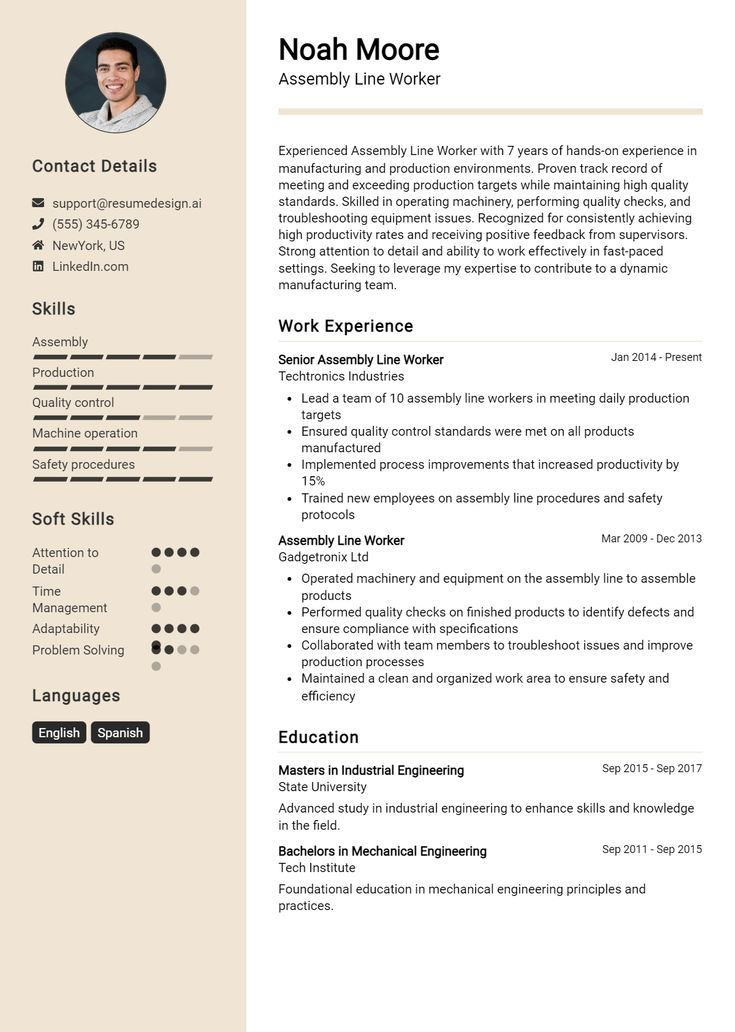 Noah Moore
Assembly Line Worker
Contact Details
support@resumedesign.ai
(555) 345-6789
NewYork, US
LinkedIn.com
Skills
Assembly
Production
Quality control
Machine operation
Safety procedures
Soft Skills
Attention to
Detail
Time
Management
Adaptability
Problem Solving
Languages
English Spanish
Experienced Assembly Line Worker with 7 years of hands-on experience in
manufacturing and production environments. Proven track record of
meeting and exceeding production targets while maintaining high quality
standards. Skilled in operating machinery, performing quality checks, and
troubleshooting equipment issues. Recognized for consistently achieving
high productivity rates and receiving positive feedback from supervisors.
Strong attention to detail and ability to work effectively in fast-paced
settings. Seeking to leverage my expertise to contribute to a dynamic
manufacturing team.
Work Experience
Senior Assembly Line Worker Jan 2014 - Present
Techtronics Industries
• Lead a team of 10 assembly line workers in meeting daily production
targets
• Ensured quality control standards were met on all products
manufactured
• Implemented process improvements that increased productivity by
15%
• Trained new employees on assembly line procedures and safety
protocols
Assembly Line Worker Mar 2009 - Dec 2013
Gadgetronix Ltd
• Operated machinery and equipment on the assembly line to assemble
products
• Performed quality checks on finished products to identify defects and
ensure compliance with specifications
• Collaborated with team members to troubleshoot issues and improve
production processes
• Maintained a clean and organized work area to ensure safety and
efficiency
Education
Masters in Industrial Engineering Sep 2015 - Sep 2017
State University
Advanced study in industrial engineering to enhance skills and knowledge
in the field.
Bachelors in Mechanical Engineering Sep 2011 - Sep 2015
Tech Institute
Foundational education in mechanical engineering principles and
practices.